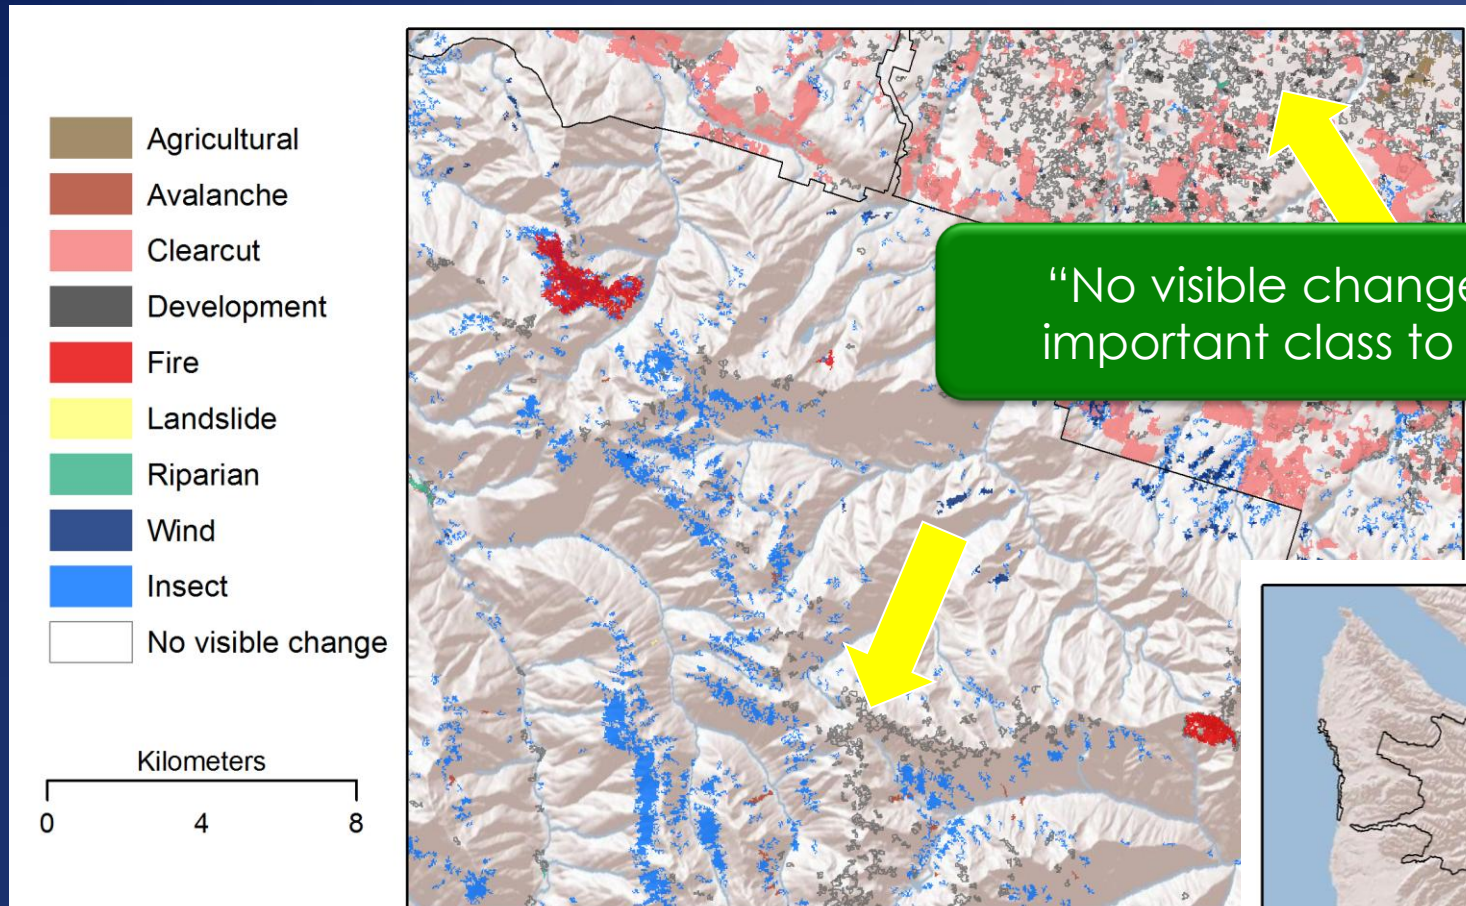 Agricultural
Avalanche
Clearcut
Development
Fire
Landslide
Riparian
Wind
Insect
No visible change
Kilometers
0 4 8
“No visible change
important class to